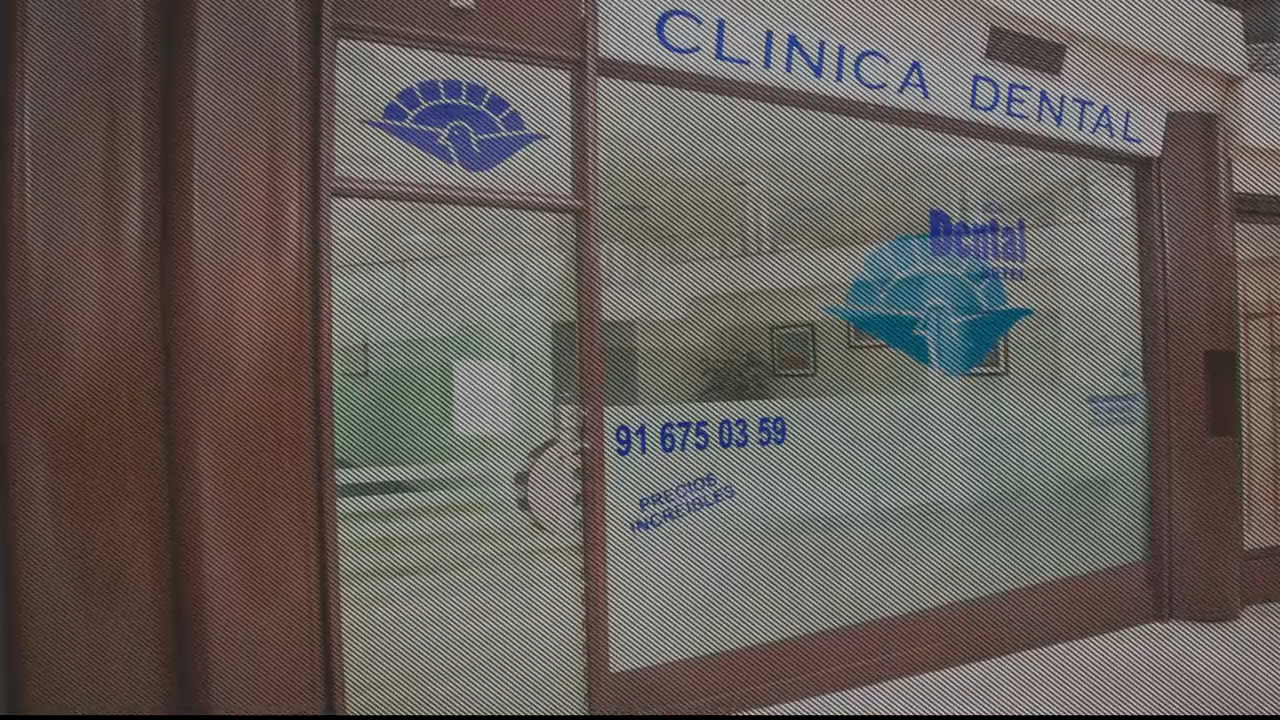 CLINICA DENTAL
Dental
91 675 03 59
PRECIOS
INCREIBLES